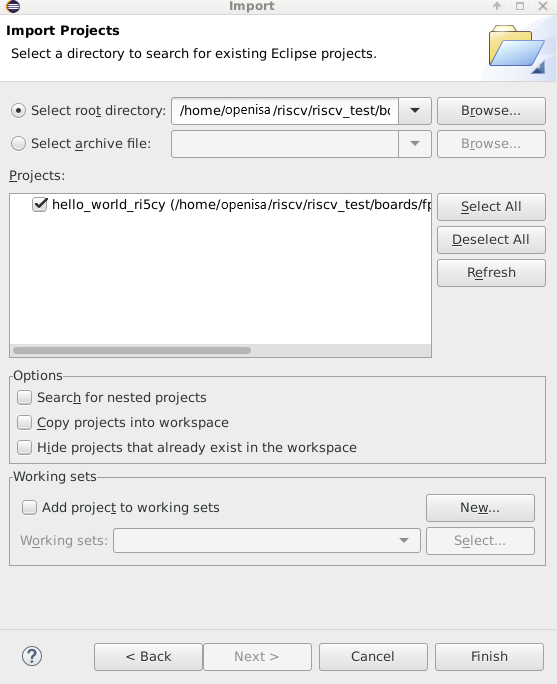 Import
Import Projects
Select a directory to search for existing Eclipse projects.
Select root directory: /home/openisa/riscv/riscv_test/bo Browse...
Select archive file: Browse...
Projects:
hello_world_ri5cy (/home/openisa/riscv/riscv_test/boards/fp
Select All
Deselect All
Refresh
Options
Search for nested projects
Copy projects into workspace
Hide projects that already exist in the workspace
Working sets
Add project to working sets New...
Working sets: Select...
? < Back Next > Cancel Finish